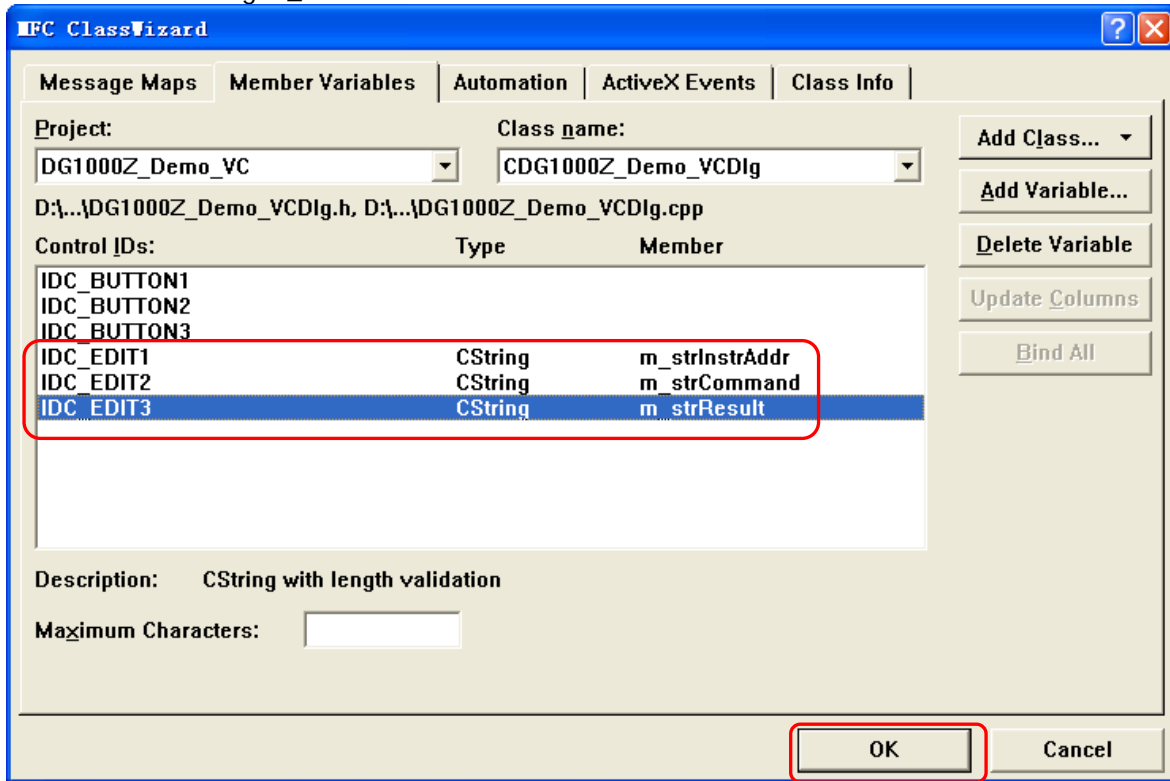 MFC ClassWizard
Message Maps Member Variables Automation ActiveX Events Class Info
Project: Class name:
DG1000Z_Demo_VC CDG1000Z_Demo_VCDlg
Add Class...
Add Variable...
D:\...\DG1000Z_Demo_VCDlg.h, D:\...\DG1000Z_Demo_VCDlg.cpp
Control IDs: Type Member
Delete Variable
IDC_BUTTON1
IDC_BUTTON2
IDC_BUTTON3
Update Columns
IDC_EDIT1 CString m_strInstrAddr
Bind All
IDC_EDIT2 CString m_strCommand
IDC_EDIT3 CString m_strResult
Description: CString with length validation
Maximum Characters:
OK Cancel